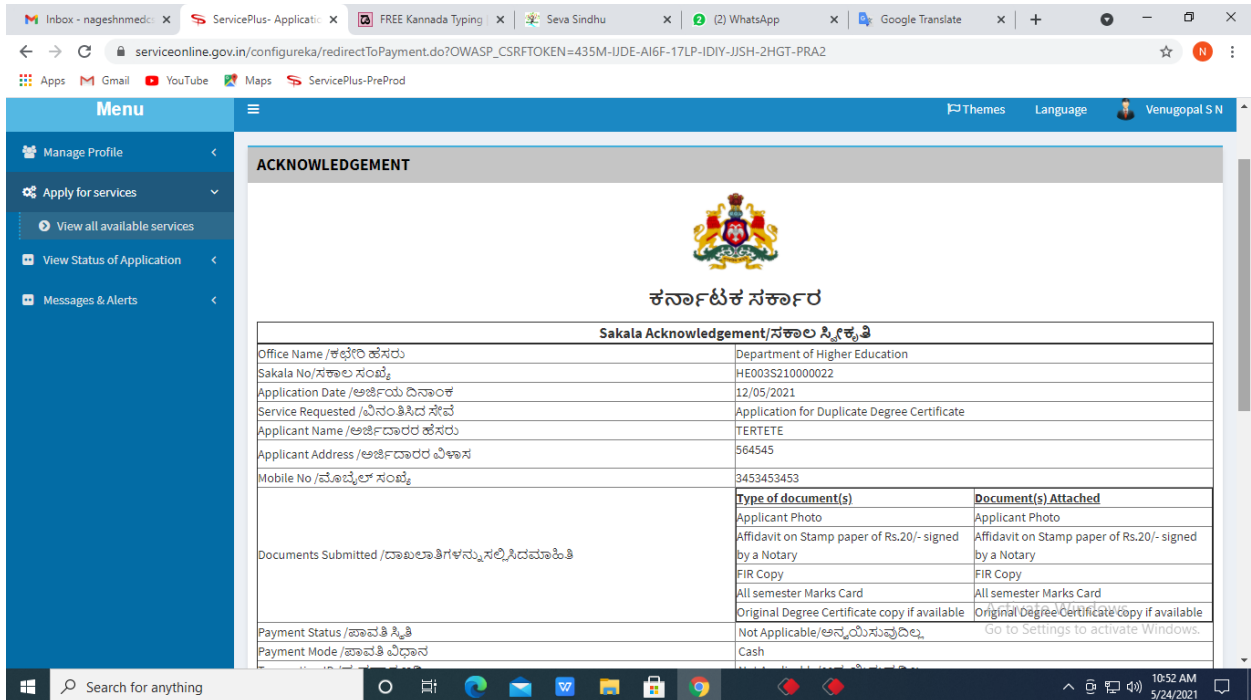 Inbox - nageshnmedc
ServicePlus- Applicatic
FREE Kannada Typing
Seva Sindhu
(2) WhatsApp
Google Translate
serviceonline.gov.in/configureka/redirectToPayment.do?OWASP_CSRFTOKEN=435M-IJDE-AI6F-17LP-IDIY-JJSH-2HGT-PRA2
N
Apps Gmail YouTube Maps ServicePlus-PreProd
Menu
Themes Language Venugopal S N
Manage Profile
Apply for services
View all available services
View Status of Application
Messages & Alerts
ACKNOWLEDGEMENT
ಕರ್ನಾಟಕ ಸರ್ಕಾರ
Sakala Acknowledgement/ಸಕಾಲ ಸ್ವೀಕೃತಿ
Office Name /ಕಛೇರಿ ಹೆಸರು Department of Higher Education
Sakala No/ಸಕಾಲ ಸಂಖ್ಯೆ HE003S210000022
Application Date /ಅರ್ಜಿಯ ದಿನಾಂಕ 12/05/2021
Service Requested /ವಿನಂತಿಸಿದ ಸೇವೆ Application for Duplicate Degree Certificate
Applicant Name /ಅರ್ಜಿದಾರರ ಹೆಸರು TERTETE
Applicant Address /ಅರ್ಜಿದಾರರ ವಿಳಾಸ 564545
Mobile No /ಮೊಬೈಲ್ ಸಂಖ್ಯೆ 3453453453
Type of document(s) Document(s) Attached
Applicant Photo Applicant Photo
Affidavit on Stamp paper of Rs.20/- signed Affidavit on Stamp paper of Rs.20/- signed
Documents Submitted /ದಾಖಲಾತಿಗಳನ್ನು ಸಲ್ಲಿಸಿದಮಾಹಿತಿ by a Notary by a Notary
FIR Copy FIR Copy
All semester Marks Card All semester Marks Card
Original Degree Certificate copy if available Original Degree Certificate copy if available
Activate Windows
Go to Settings to activate Windows.
Payment Status /ಪಾವತಿ ಸ್ಥಿತಿ Not Applicable/ಅನ್ವಯಿಸುವುದಿಲ್ಲ
Payment Mode /ಪಾವತಿ ವಿಧಾನ Cash
Search for anything
10:52 AM
5/24/2021